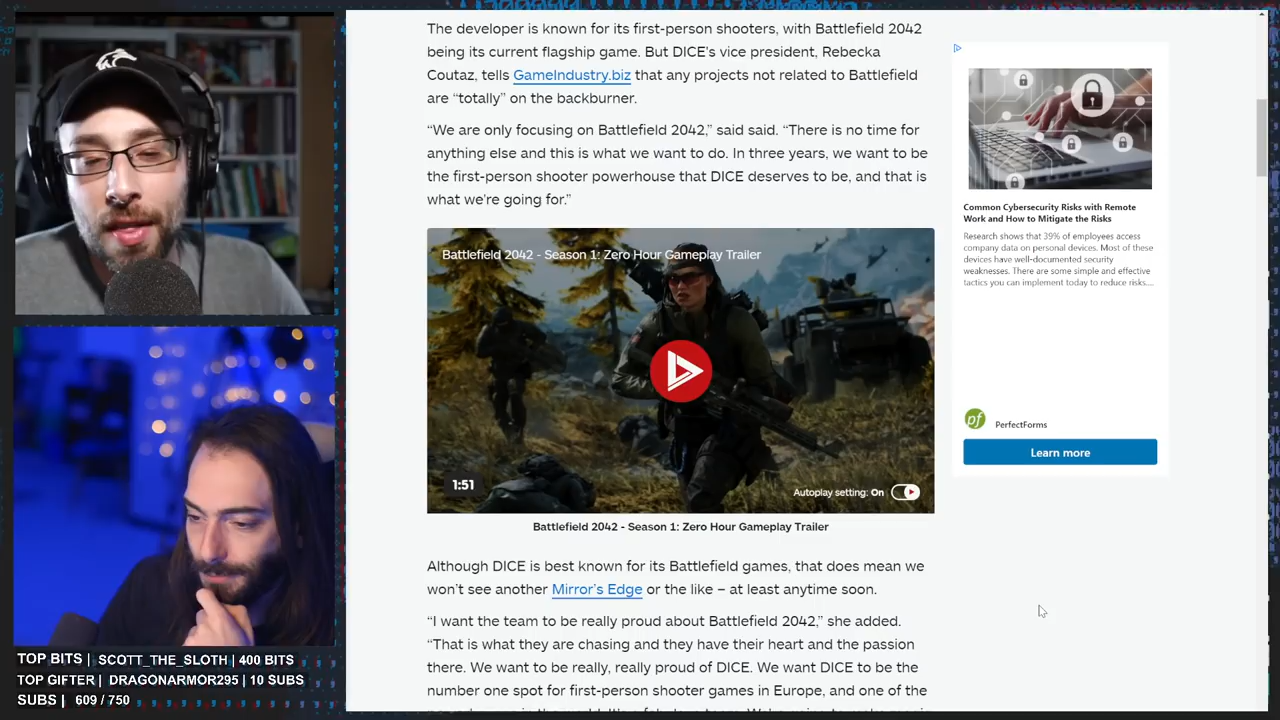 The developer is known for its first-person shooters, with Battlefield 2042
being its current flagship game. But DICE's vice president, Rebecka
Coutaz, tells GameIndustry.biz that any projects not related to Battlefield
are “totally” on the backburner.
“We are only focusing on Battlefield 2042,” said said. “There is no time for
anything else and this is what we want to do. In three years, we want to be
the first-person shooter powerhouse that DICE deserves to be, and that is
what we're going for.”
Battlefield 2042 - Season 1: Zero Hour Gameplay Trailer
1:51
Autoplay setting: On
Battlefield 2042 - Season 1: Zero Hour Gameplay Trailer
Although DICE is best known for its Battlefield games, that does mean we
won't see another Mirror's Edge or the like – at least anytime soon.
“I want the team to be really proud about Battlefield 2042,” she added.
“That is what they are chasing and they have their heart and the passion
there. We want to be really, really proud of DICE. We want DICE to be the
number one spot for first-person shooter games in Europe, and one of the
Common Cybersecurity Risks with Remote
Work and How to Mitigate the Risks
Research shows that 39% of employees access
company data on personal devices. Most of these
devices have well-documented security
weaknesses. There are some simple and effective
tactics you can implement today to reduce risks....
pf
PerfectForms
Learn more
TOP BITS | SCOTT_THE_SLOTH | 400 BITS
TOP GIFTER | DRAGONARMOR295 | 10 SUBS
SUBS | 609 / 750